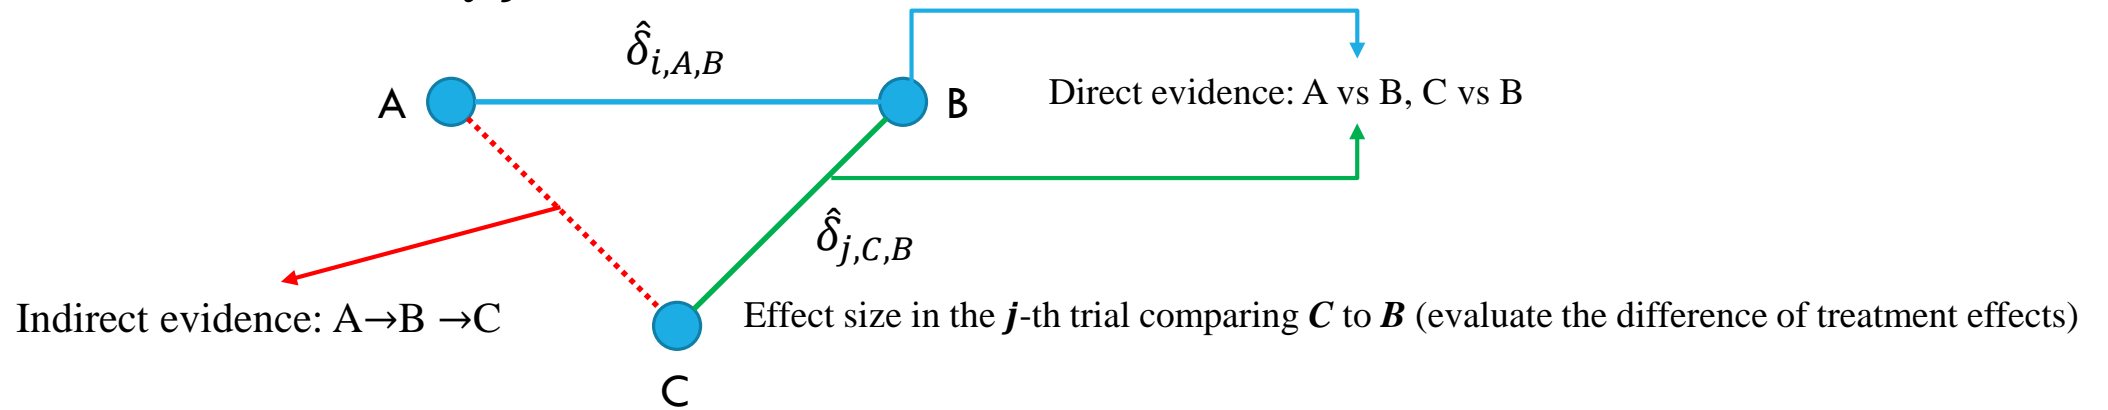 δ̂_{i,A,B}
A
B
Direct evidence: A vs B, C vs B
δ̂_{j,C,B}
Indirect evidence: A→B →C
Effect size in the j-th trial comparing C to B (evaluate the difference of treatment effects)
C